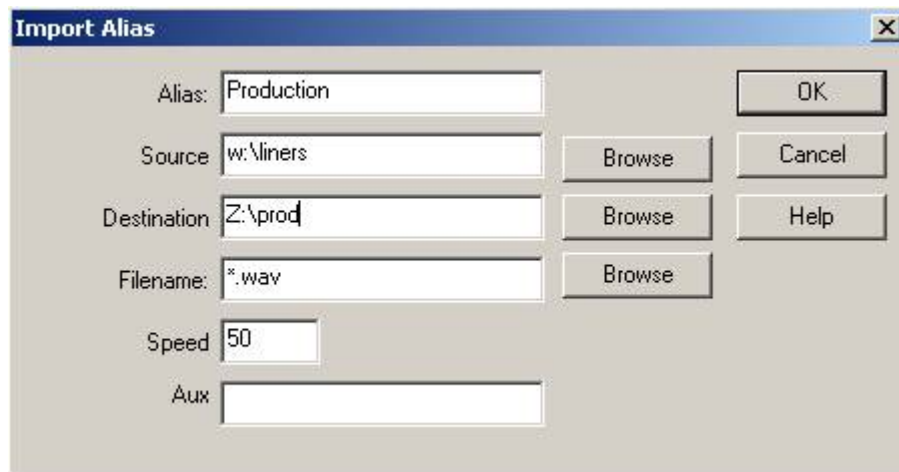 Import Alias
Alias: Production OK
Source w:\liners Browse Cancel
Destination Z:\prod Browse Help
Filename: *.wav Browse
Speed 50
Aux